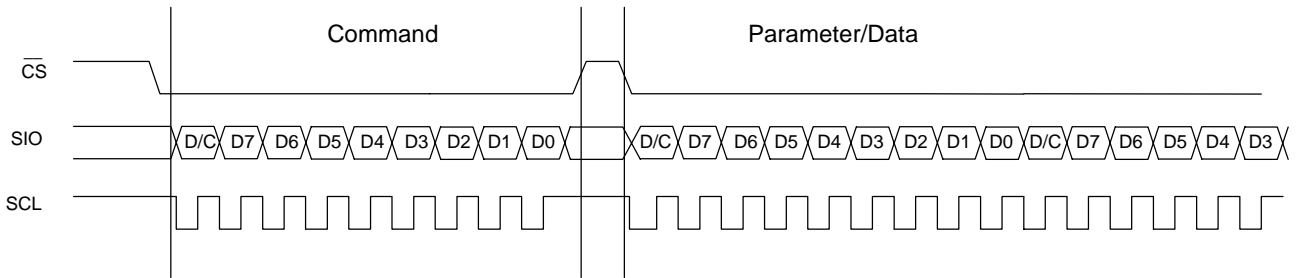 Command Parameter/Data
CS
SIO D/C D7 D6 D5 D4 D3 D2 D1 D0 D/C D7 D6 D5 D4 D3 D2 D1 D0 D/C D7 D6 D5 D4 D3
SCL